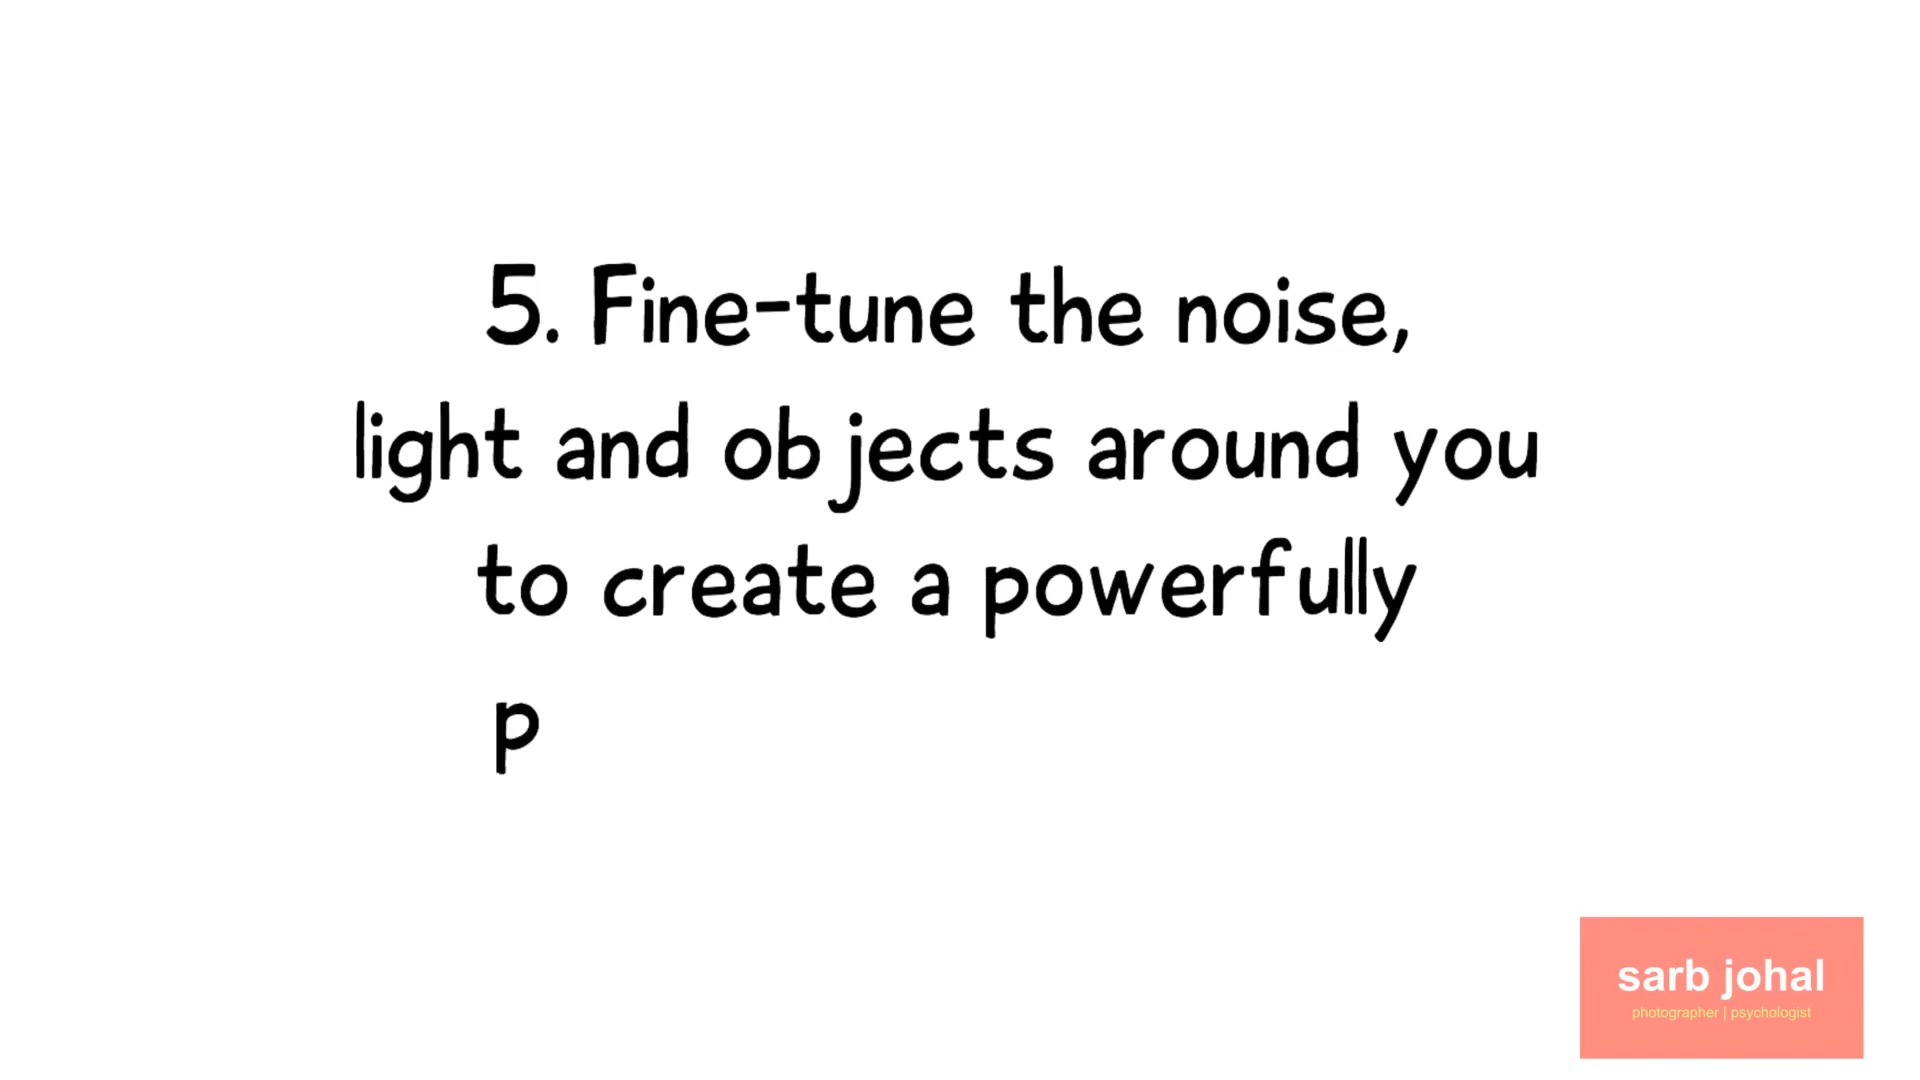 5. Fine-tune the noise,
light and objects around you
to create a powerfully
p
sarb johal
photographer | psychologist